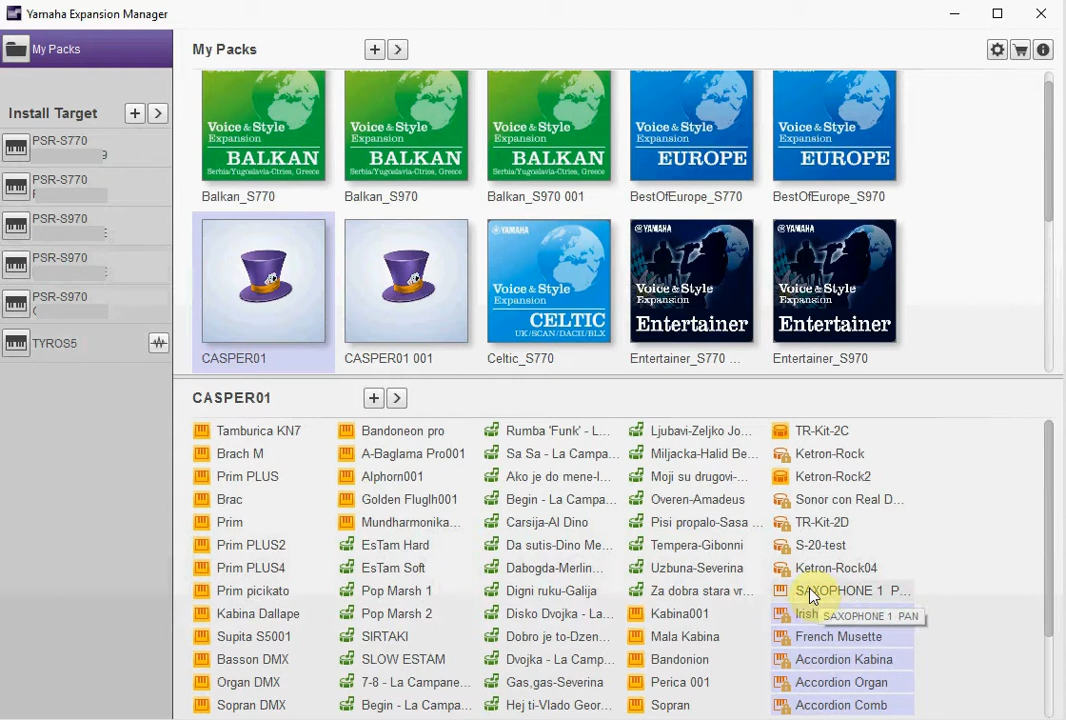 Yamaha Expansion Manager
My Packs
Install Target
PSR-S770
PSR-S770
PSR-S970
PSR-S970
PSR-S970
TYROS5
My Packs
Voice & Style
Expansion
BALKAN
Serbia/Yugoslavia-Ctries, Greece
Balkan_S770
Voice & Style
Expansion
BALKAN
Serbia/Yugoslavia-Ctries, Greece
Balkan_S970
Voice & Style
Expansion
BALKAN
Serbia/Yugoslavia-Ctries, Greece
Balkan_S970 001
Voice & Style
Expansion
EUROPE
BestOfEurope_S770
Voice & Style
Expansion
EUROPE
BestOfEurope_S970
CASPER01
CASPER01 001
YAMAHA
Voice & Style
Expansion
CELTIC
UK/SCAN/DACH/BLX
Celtic_S770
YAMAHA
Voice & Style
Expansion
Entertainer
Entertainer_S770 ...
YAMAHA
Voice & Style
Expansion
Entertainer
Entertainer_S970
CASPER01
Tamburica KN7
Brach M
Prim PLUS
Brac
Prim
Prim PLUS2
Prim PLUS4
Prim picikato
Kabina Dallape
Supita S5001
Basson DMX
Organ DMX
Sopran DMX
Bandoneon pro
A-Baglama Pro001
Alphorn001
Golden Fluglh001
Mundharmonika...
EsTam Hard
EsTam Soft
Pop Marsh 1
Pop Marsh 2
SIRTAKI
SLOW ESTAM
7-8 - La Campane...
Begin - La Camp...
Rumba 'Funk' - L...
Sa Sa - La Campa...
Ako je do mene-I...
Begin - La Campa...
Carsija-Al Dino
Da sutis-Dino Me...
Dabogda-Merlin...
Digni ruku-Galija
Disko Dvojka - La...
Dobro je to-Dzen...
Dvojka - La Camp...
Gas,gas-Severina
Hej ti-Vlado Geor...
Ljubavi-Zeljko Jo...
Miljacka-Halid Be...
Moji su drugovi-...
Overen-Amadeus
Pisi propalo-Sasa ...
Tempera-Gibonni
Uzbuna-Severina
Za dobra stara vr...
Kabina001
Mala Kabina
Bandonion
Perica 001
Sopran
TR-Kit-2C
Ketron-Rock
Ketron-Rock2
Sonor con Real D...
TR-Kit-2D
S-20-test
Ketron-Rock04
SAXOPHONE 1 P...
Irish
SAXOPHONE 1 PAN
French Musette
Accordion Kabina
Accordion Organ
Accordion Comb